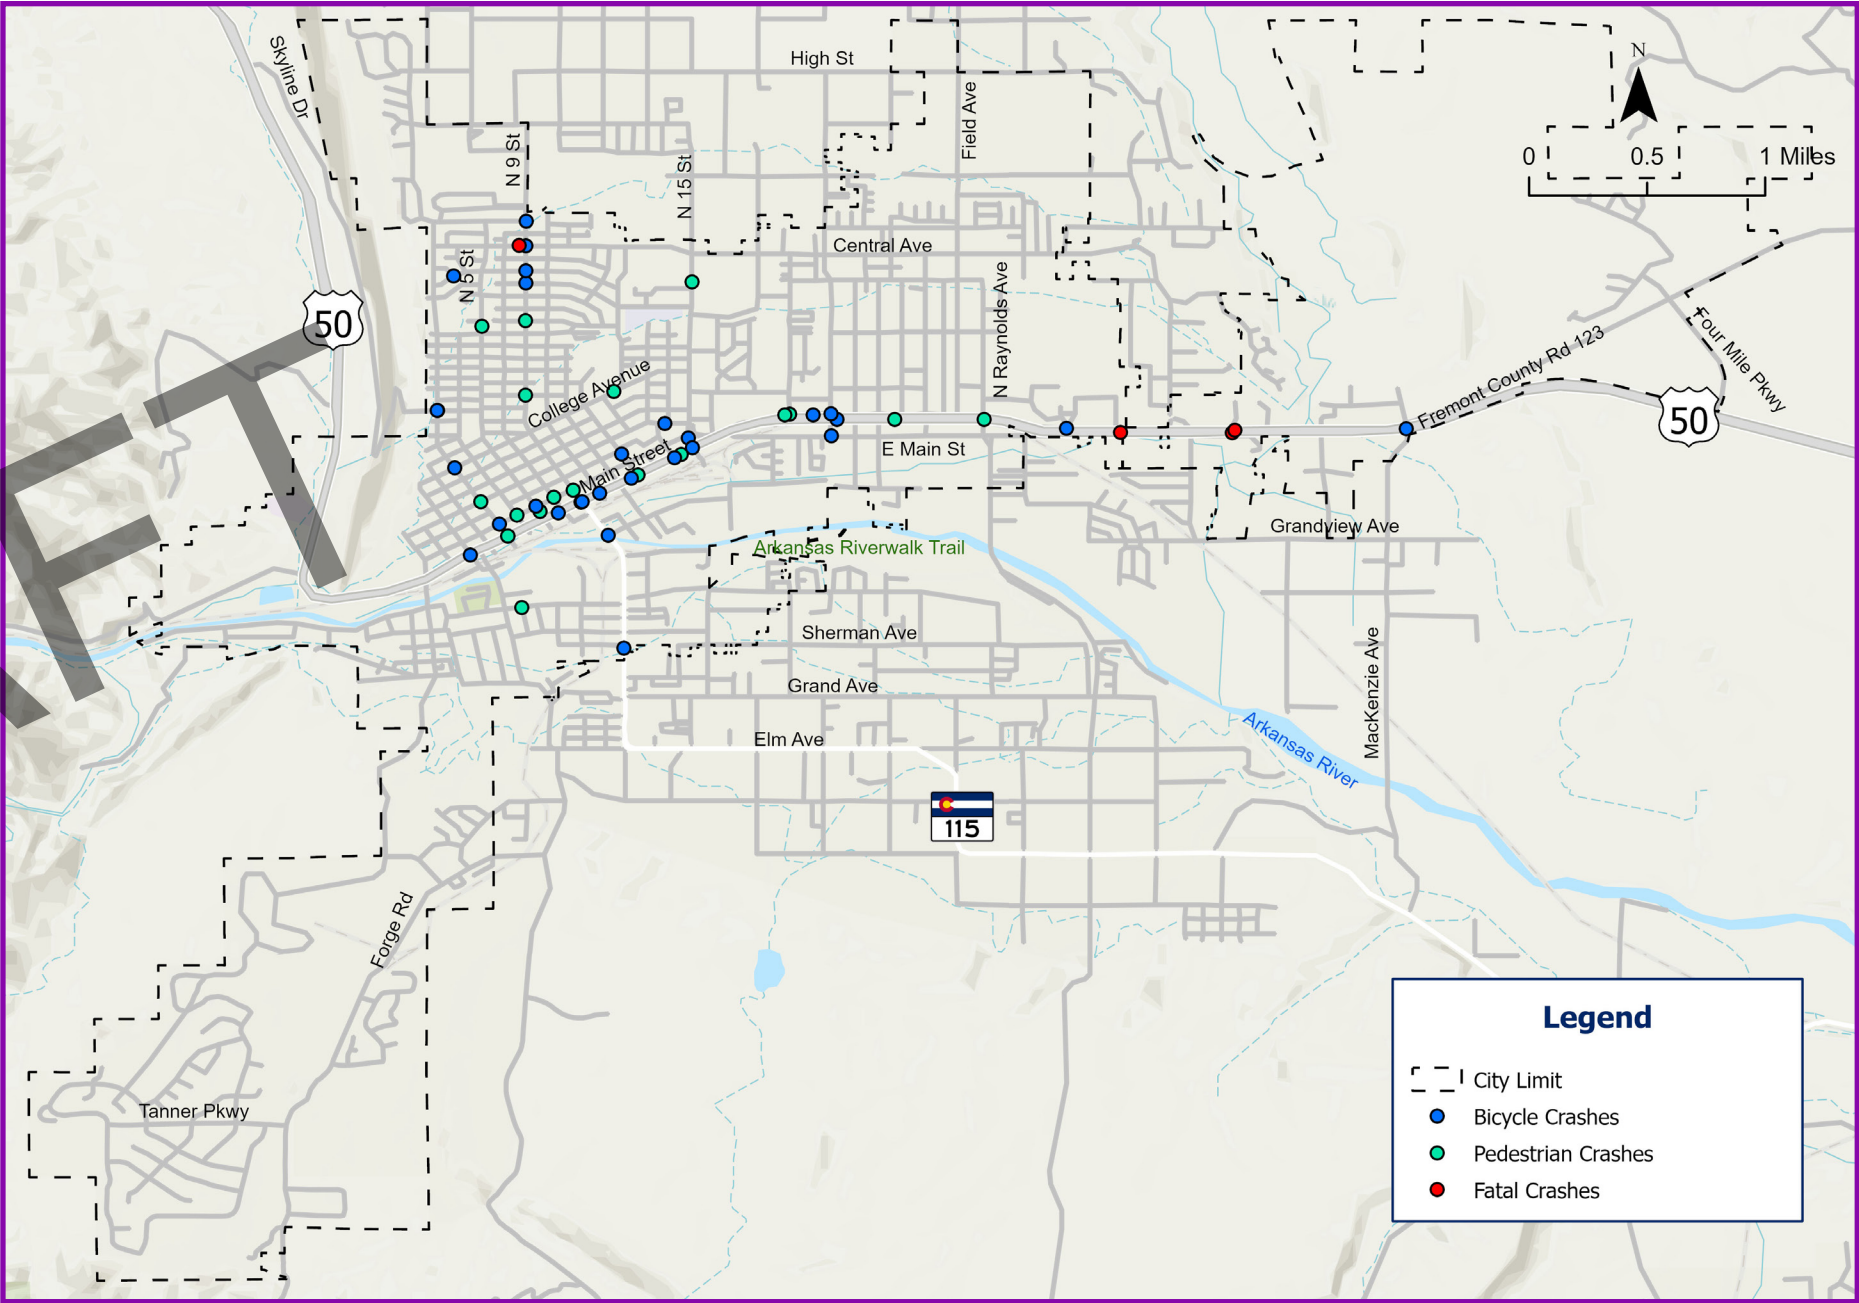 High St
Skyline Dr
N
Field Ave
N 9 St
0 0.5 1 Miles
N 15 St
Central Ave
N 5 St
N Raynolds Ave
50
Four Mile Pkwy
Fremont County Rd 123
College Avenue
50
E Main St
Main Street
Grandview Ave
Arkansas Riverwalk Trail
Sherman Ave
MacKenzie Ave
Grand Ave
Elm Ave
Arkansas River
115
Forge Rd
Tanner Pkwy
Legend
City Limit
Bicycle Crashes
Pedestrian Crashes
Fatal Crashes